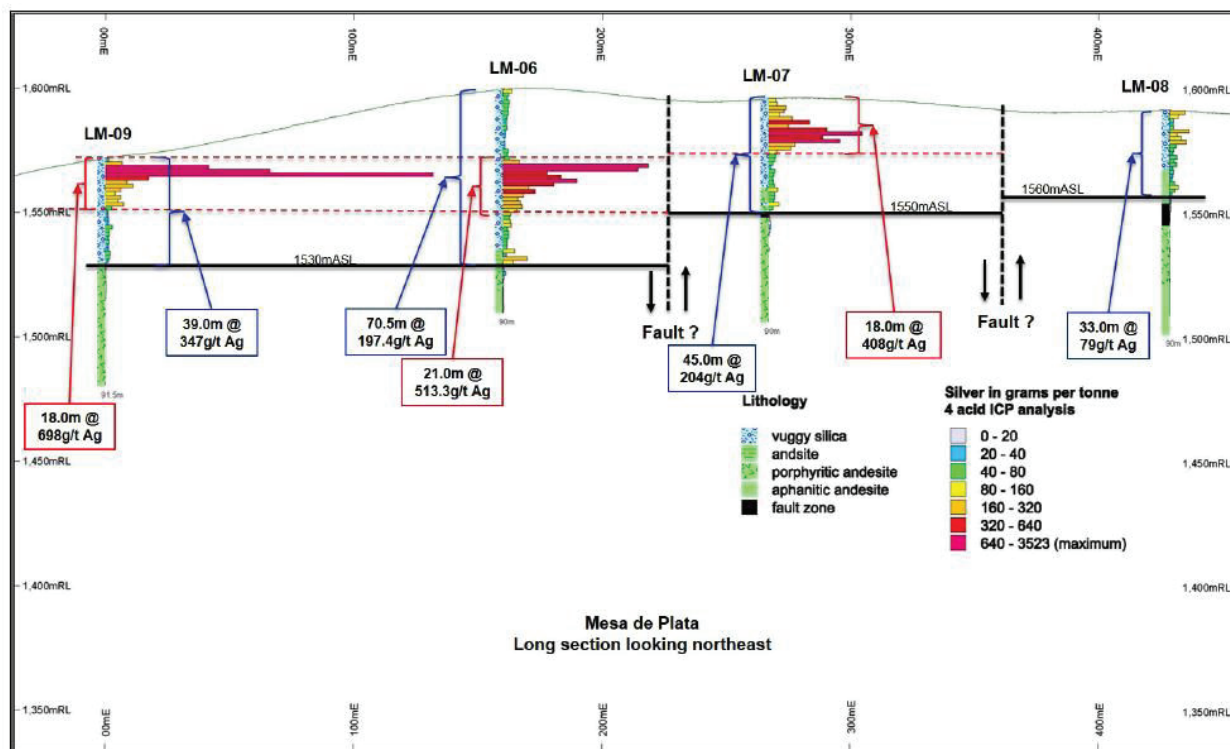 00mE
100mE
200mE
300mE
400mE
LM-06
LM-07
LM-08
LM-09
1,600mRL
1,600mRL
1,550mRL
1,550mRL
1,500mRL
1,500mRL
1,450mRL
1,450mRL
1,400mRL
1,400mRL
1,350mRL
1,350mRL
1560mASL
1550mASL
1530mASL
90m
90m
90m
91.5m
Fault ?
Fault ?
39.0m @
347g/t Ag
70.5m @
197.4g/t Ag
21.0m @
513.3g/t Ag
18.0m @
698g/t Ag
45.0m @
204g/t Ag
18.0m @
408g/t Ag
33.0m @
79g/t Ag
Lithology
vuggy silica
andsite
porphyritic andesite
aphanitic andesite
fault zone
Silver in grams per tonne
4 acid ICP analysis
0 - 20
20 - 40
40 - 80
80 - 160
160 - 320
320 - 640
640 - 3523 (maximum)
Mesa de Plata
Long section looking northeast
00mE
100mE
200mE
300mE
400mE